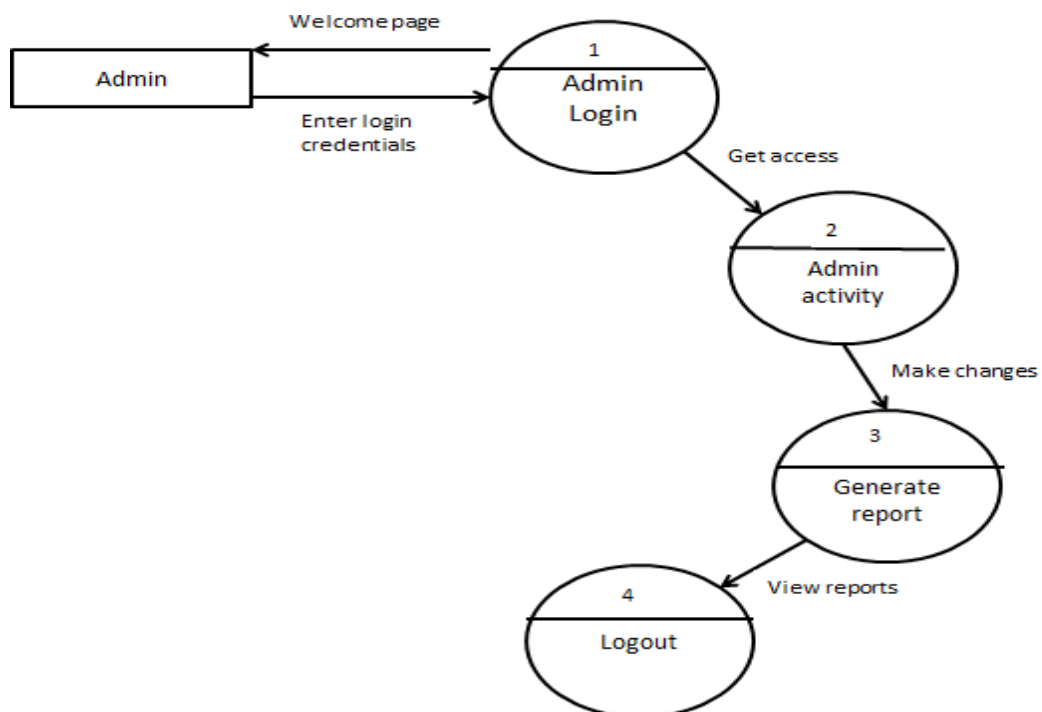 Welcome page
Admin
Enter login
credentials
1
Admin
Login
Get access
2
Admin
activity
Make changes
3
Generate
report
View reports
4
Logout